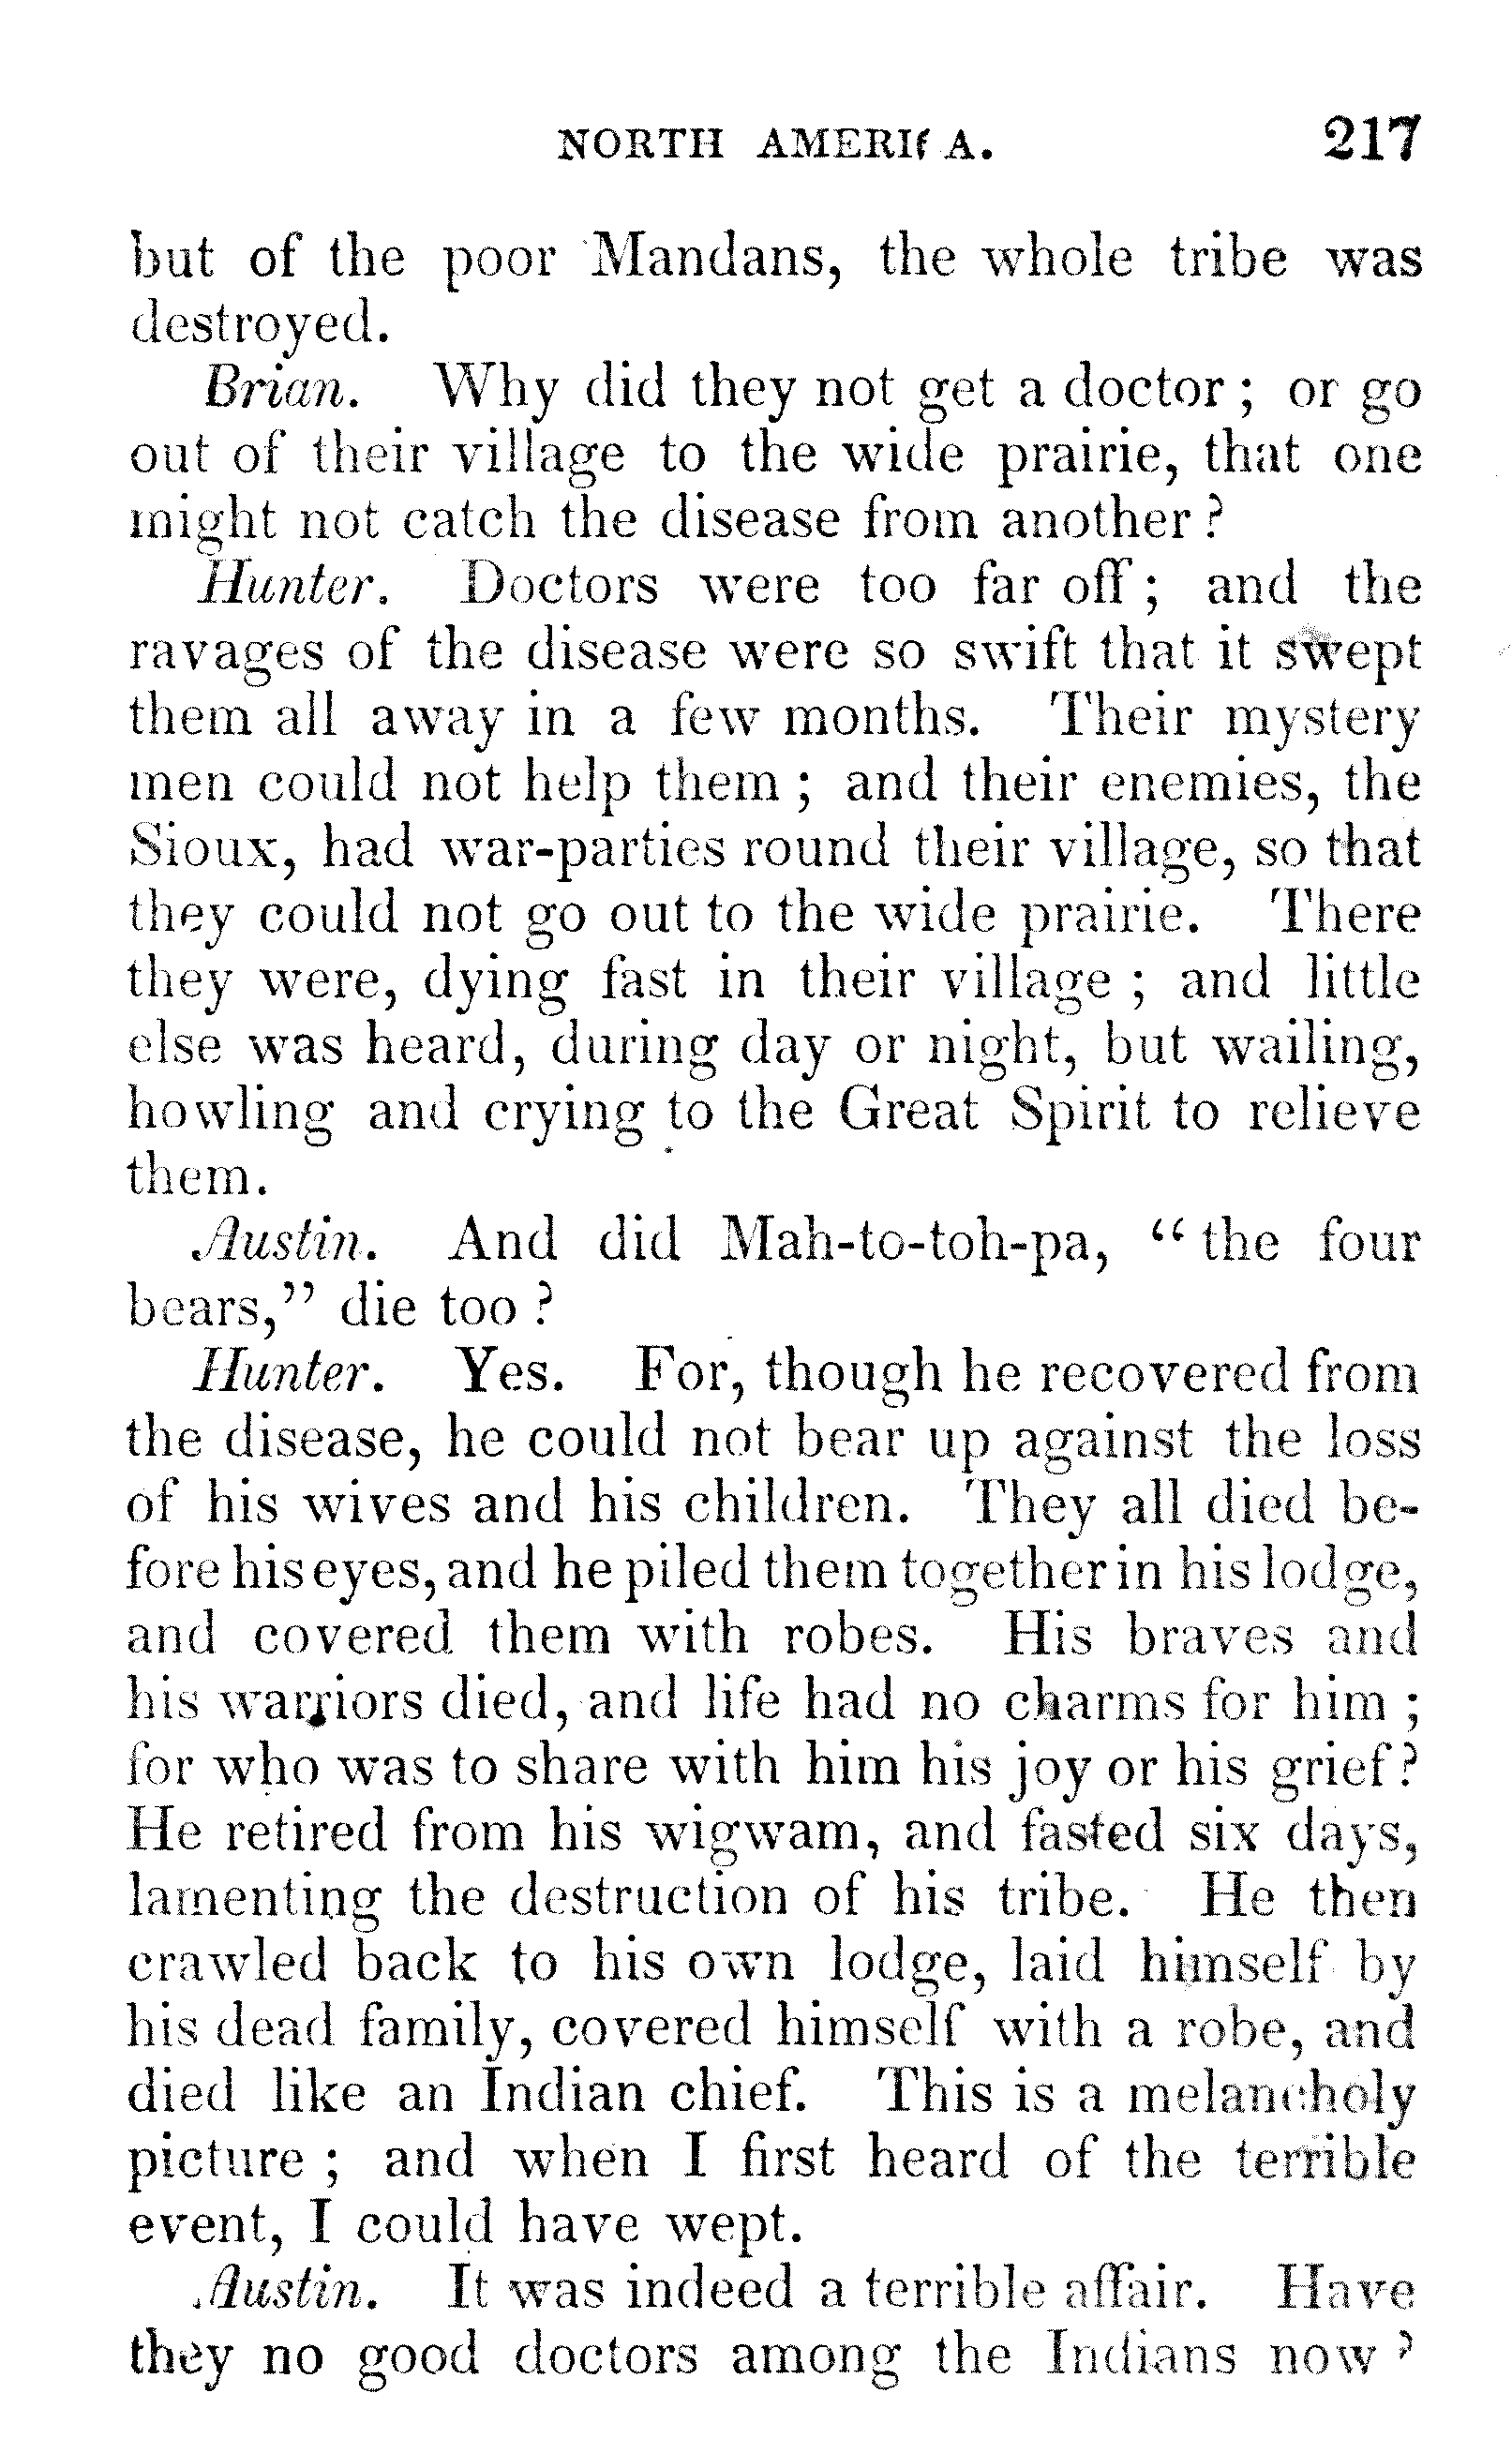 NORTH AMERICA. 217
but of the poor Mandans, the whole tribe was
destroyed.
Brian. Why did they not get a doctor; or go
out of their village to the wide prairie, that one
might not catch the disease from another?
Hunter. Doctors were too far off; and the
ravages of the disease were so swift that it swept
them all away in a few months. Their mystery
men could not help them; and their enemies, the
Sioux, had war-parties round their village, so that
they could not go out to the wide prairie. There
they were, dying fast in their village; and little
else was heard, during day or night, but wailing,
howling and crying to the Great Spirit to relieve
them.
Austin. And did Mah-to-toh-pa, "the four
bears," die too?
Hunter. Yes. For, though he recovered from
the disease, he could not bear up against the loss
of his wives and his children. They all died be-
fore his eyes, and he piled them together in his lodge,
and covered them with robes. His braves and
his warriors died, and life had no charms for him;
for who was to share with him his joy or his grief?
He retired from his wigwam, and fasted six days,
lamenting the destruction of his tribe. He then
crawled back to his own lodge, laid himself by
his dead family, covered himself with a robe, and
died like an Indian chief. This is a melancholy
picture; and when I first heard of the terrible
event, I could have wept.
Austin. It was indeed a terrible affair. Have
they no good doctors among the Indians now?